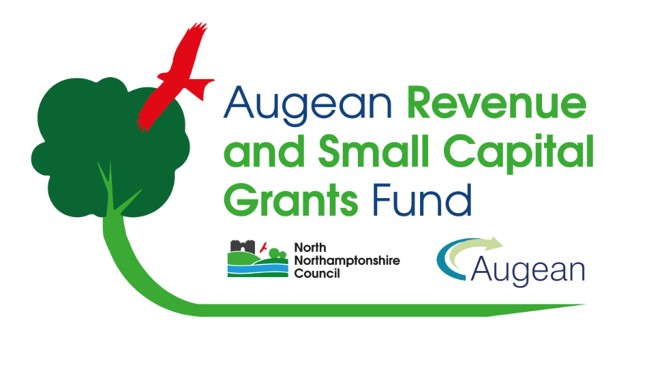 Augean Revenue
and Small Capital
Grants Fund
North
Northamptonshire
Council
Augean